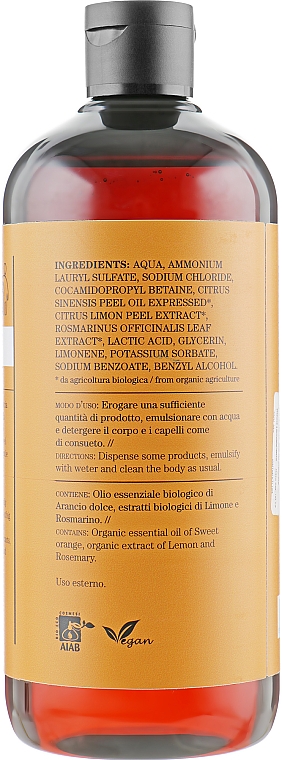 INGREDIENTS: AQUA, AMMONIUM
LAURYL SULFATE, SODIUM CHLORIDE,
COCAMIDOPROPYL BETAINE, CITRUS
SINENSIS PEEL OIL EXPRESSED*,
CITRUS LIMON PEEL EXTRACT*,
ROSMARINUS OFFICINALIS LEAF
EXTRACT*, LACTIC ACID, GLYCERIN,
LIMONENE, POTASSIUM SORBATE,
SODIUM BENZOATE, BENZYL ALCOHOL.
* da agricoltura biologica / from organic agriculture
MODO D'USO: Erogare una sufficiente
quantità di prodotto, emulsionare con acqua
e detergere il corpo e i capelli come
di consueto. //
DIRECTIONS: Dispense some products, emulsify
with weter and clean the body as usual.
CONTIENE: Olio essenziale biologico di
Arancio dolce, estratti biologici di Limone e
Rosmarino. //
CONTAINS: Organic essential oil of Sweet
orange, organic extract of Lemon and
Rosemary.
Uso esterno.
AIAB
Vegan